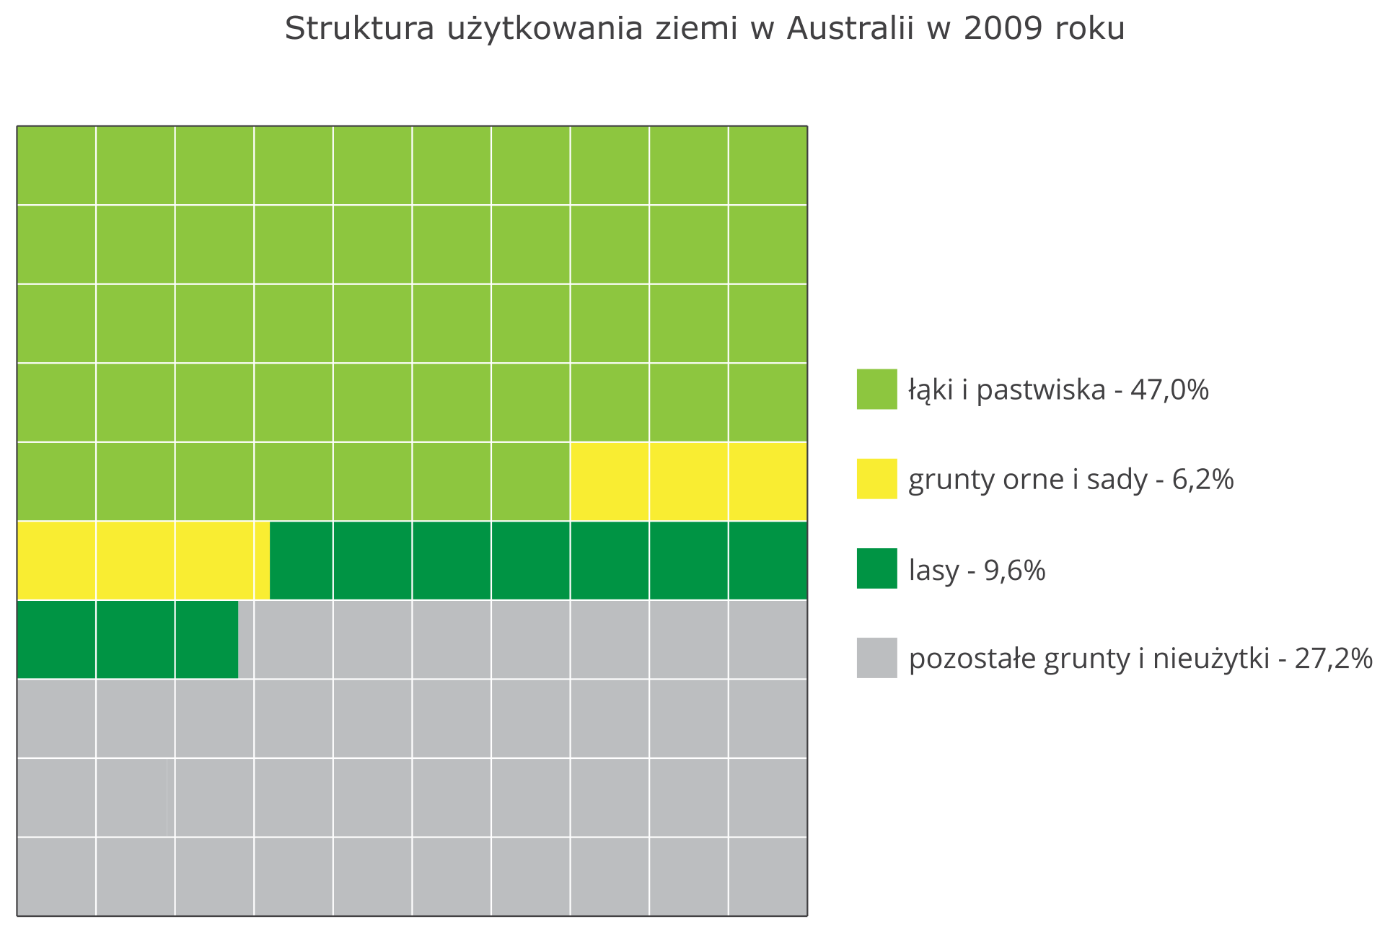 Struktura użytkowania ziemi w Australii w 2009 roku
łąki i pastwiska - 47,0%
grunty orne i sady - 6,2%
lasy - 9,6%
pozostałe grunty i nieużytki - 27,2%